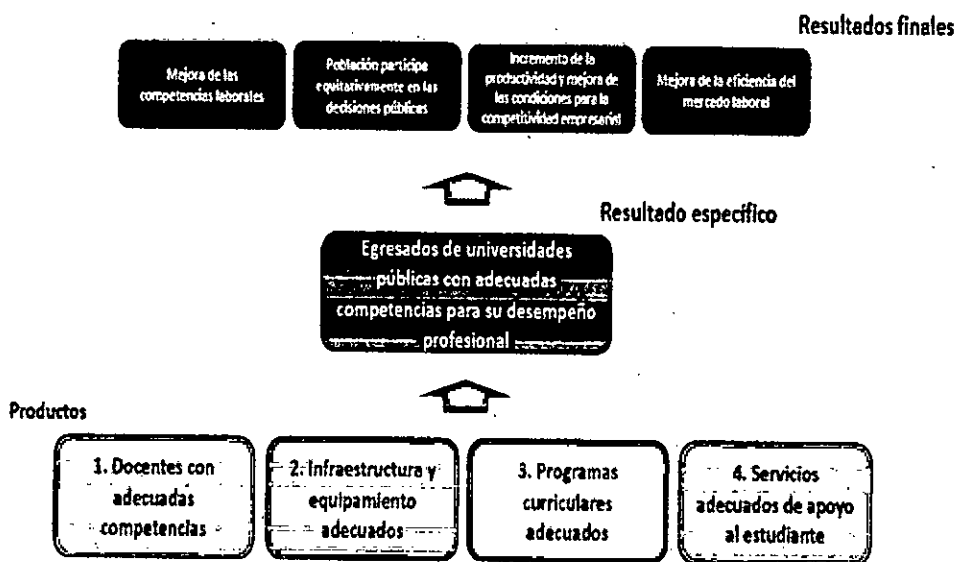 Resultados finales
Mejora de las
competencias laborales
Población participa
equitativamente en las
decisiones públicas
Incremento de la
productividad y mejora de
las condiciones para la
competitividad empresarial
Mejora de la eficiencia del
mercado laboral
Resultado específico
Egresados de universidades
públicas con adecuadas
competencias para su desempeño
profesional
Productos
1. Docentes con
adecuadas
competencias
2. Infraestructura y
equipamiento
adecuados
3. Programas
curriculares
adecuados
4. Servicios
adecuados de apoyo
al estudiante